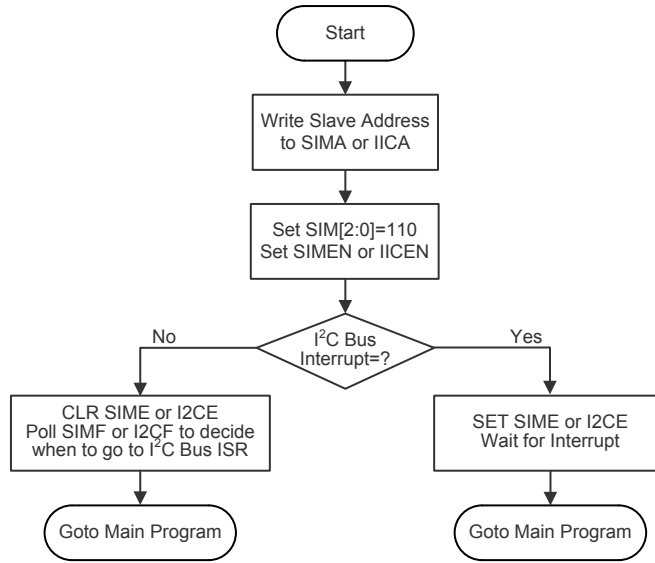 Start
Write Slave Address
to SIMA or IICA
Set SIM[2:0]=110
Set SIMEN or IICEN
No
I²C Bus
Interrupt=?
Yes
CLR SIME or I2CE
Poll SIMF or I2CF to decide
when to go to I²C Bus ISR
SET SIME or I2CE
Wait for Interrupt
Goto Main Program
Goto Main Program